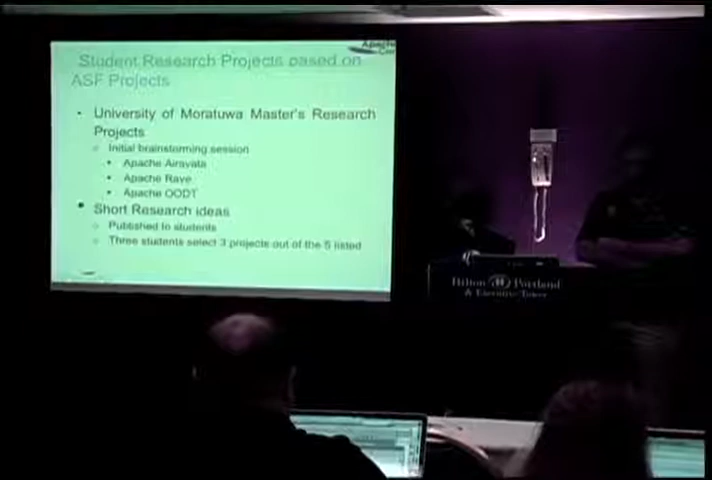 Apache
Con
Student Research Projects based on
ASF Projects
• University of Moratuwa Master's Research
Projects
○ Initial brainstorming session
• Apache Airavata
• Apache Rave
• Apache OODT
• Short Research ideas
○ Published to students
○ Three students select 3 projects out of the 5 listed
Hilton Portland
& Executive Tower